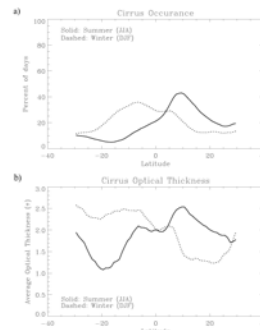 a)
Cirrus Occurance
Percent of days
100
80
60
40
20
0
Solid: Summer (JJA)
Dashed: Winter (DJF)
-40
-20
0
20
40
Latitude
b)
Cirrus Optical Thickness
Average Optical Thickness (τ)
3.0
2.5
2.0
1.5
1.0
0.5
0.0
Solid: Summer (JJA)
Dashed: Winter (DJF)
-40
-20
0
20
40